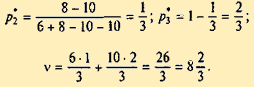 p₂* = (8 − 10)/(6 + 8 − 10 − 10) = 1/3; p₃* = 1 − 1/3 = 2/3;
ν = (6·1)/3 + (10·2)/3 = 26/3 = 8 2/3.